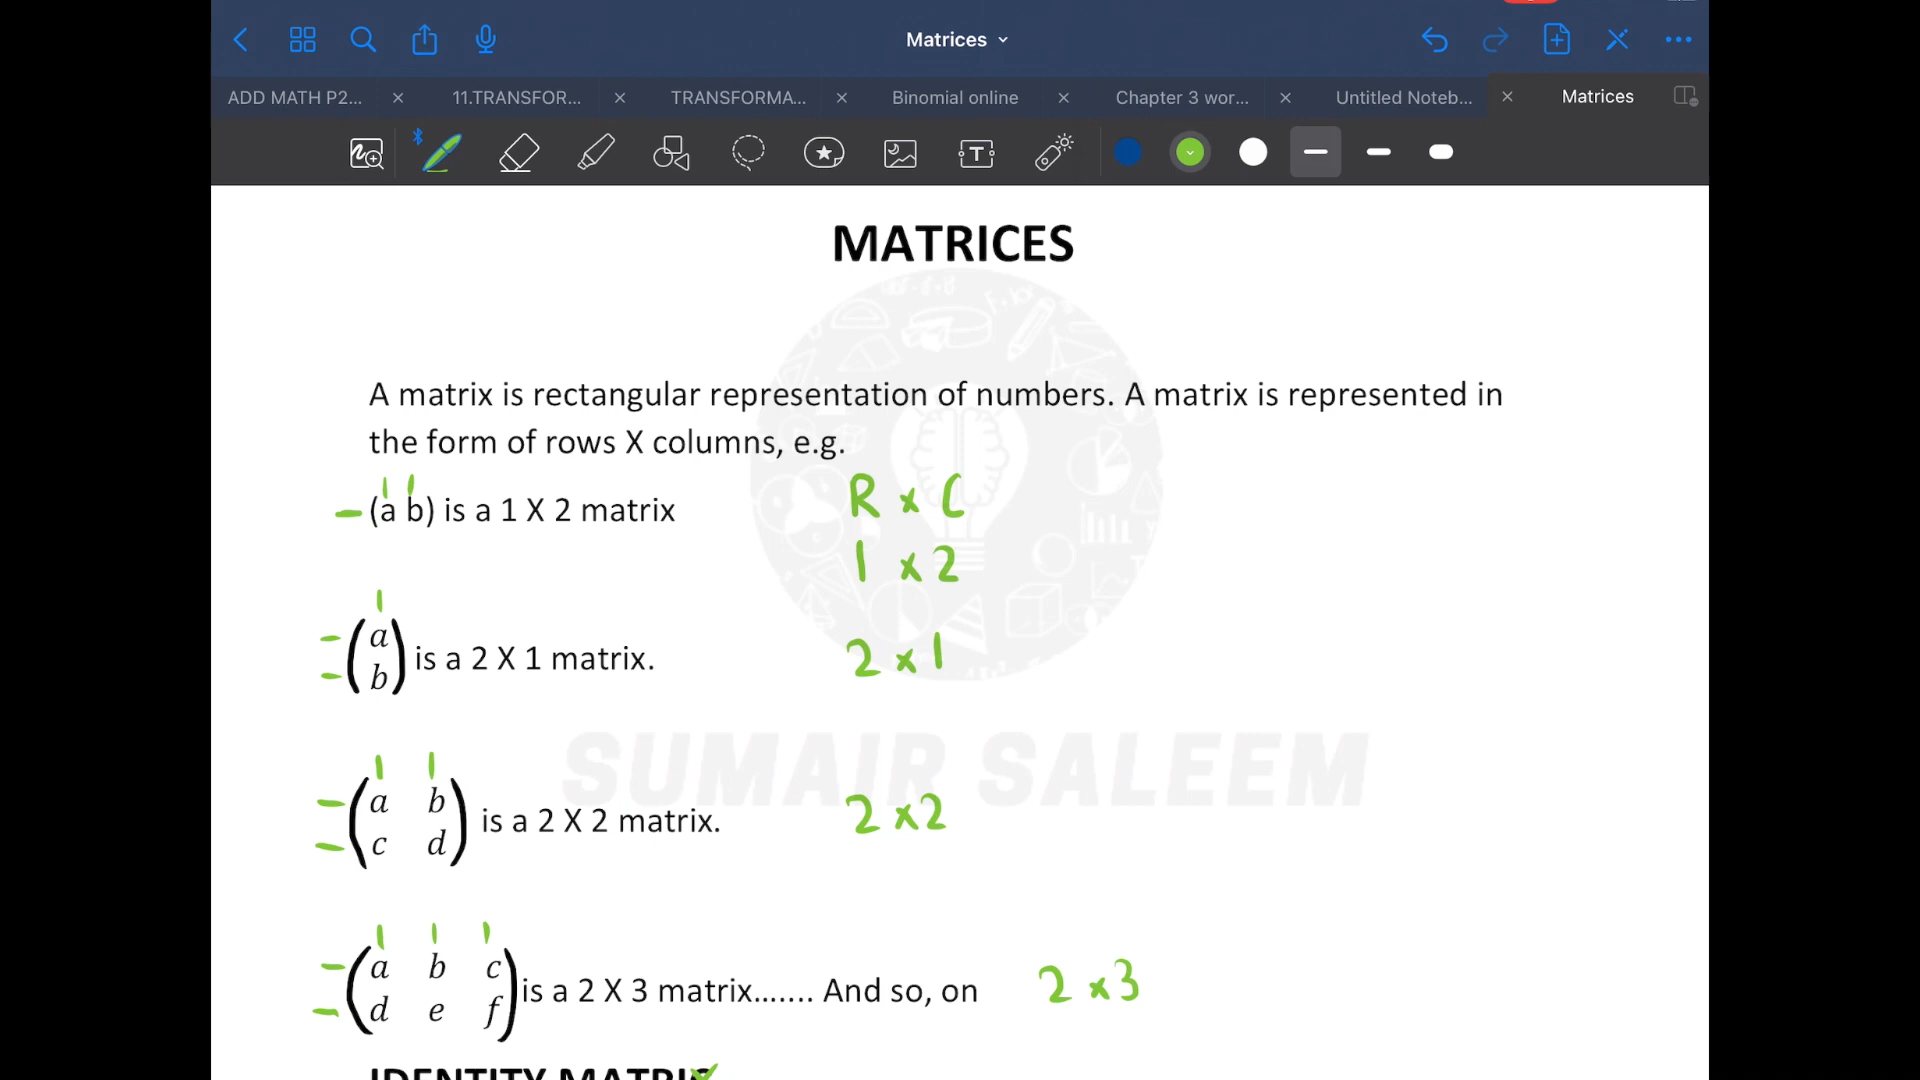 Matrices
ADD MATH P2...
11.TRANSFOR...
TRANSFORMA...
Binomial online
Chapter 3 wor...
Untitled Noteb...
Matrices
MATRICES
A matrix is rectangular representation of numbers. A matrix is represented in
the form of rows X columns, e.g.
R x C
(a b) is a 1 X 2 matrix
1 x 2
(a
b) is a 2 X 1 matrix. 2 x 1
SUMAIR SALEEM
(a b
c d) is a 2 X 2 matrix. 2 x 2
(a b c
d e f) is a 2 X 3 matrix....... And so, on 2 x 3
IDENTITY MATRIX